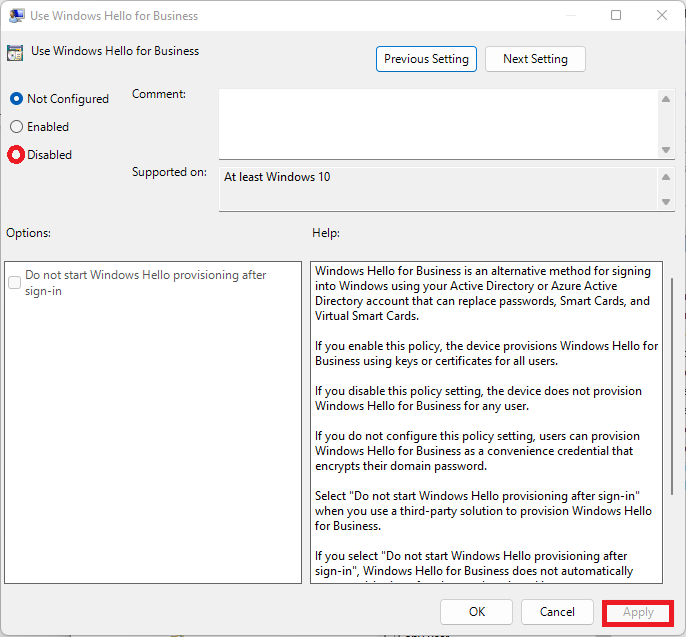 Use Windows Hello for Business
Use Windows Hello for Business
Previous Setting
Next Setting
Not Configured
Enabled
Disabled
Comment:
Supported on:
At least Windows 10
Options:
Help:
Do not start Windows Hello provisioning after
sign-in
Windows Hello for Business is an alternative method for signing
into Windows using your Active Directory or Azure Active
Directory account that can replace passwords, Smart Cards, and
Virtual Smart Cards.
If you enable this policy, the device provisions Windows Hello for
Business using keys or certificates for all users.
If you disable this policy setting, the device does not provision
Windows Hello for Business for any user.
If you do not configure this policy setting, users can provision
Windows Hello for Business as a convenience credential that
encrypts their domain password.
Select "Do not start Windows Hello provisioning after sign-in"
when you use a third-party solution to provision Windows Hello
for Business.
If you select "Do not start Windows Hello provisioning after
sign-in", Windows Hello for Business does not automatically
OK
Cancel
Apply